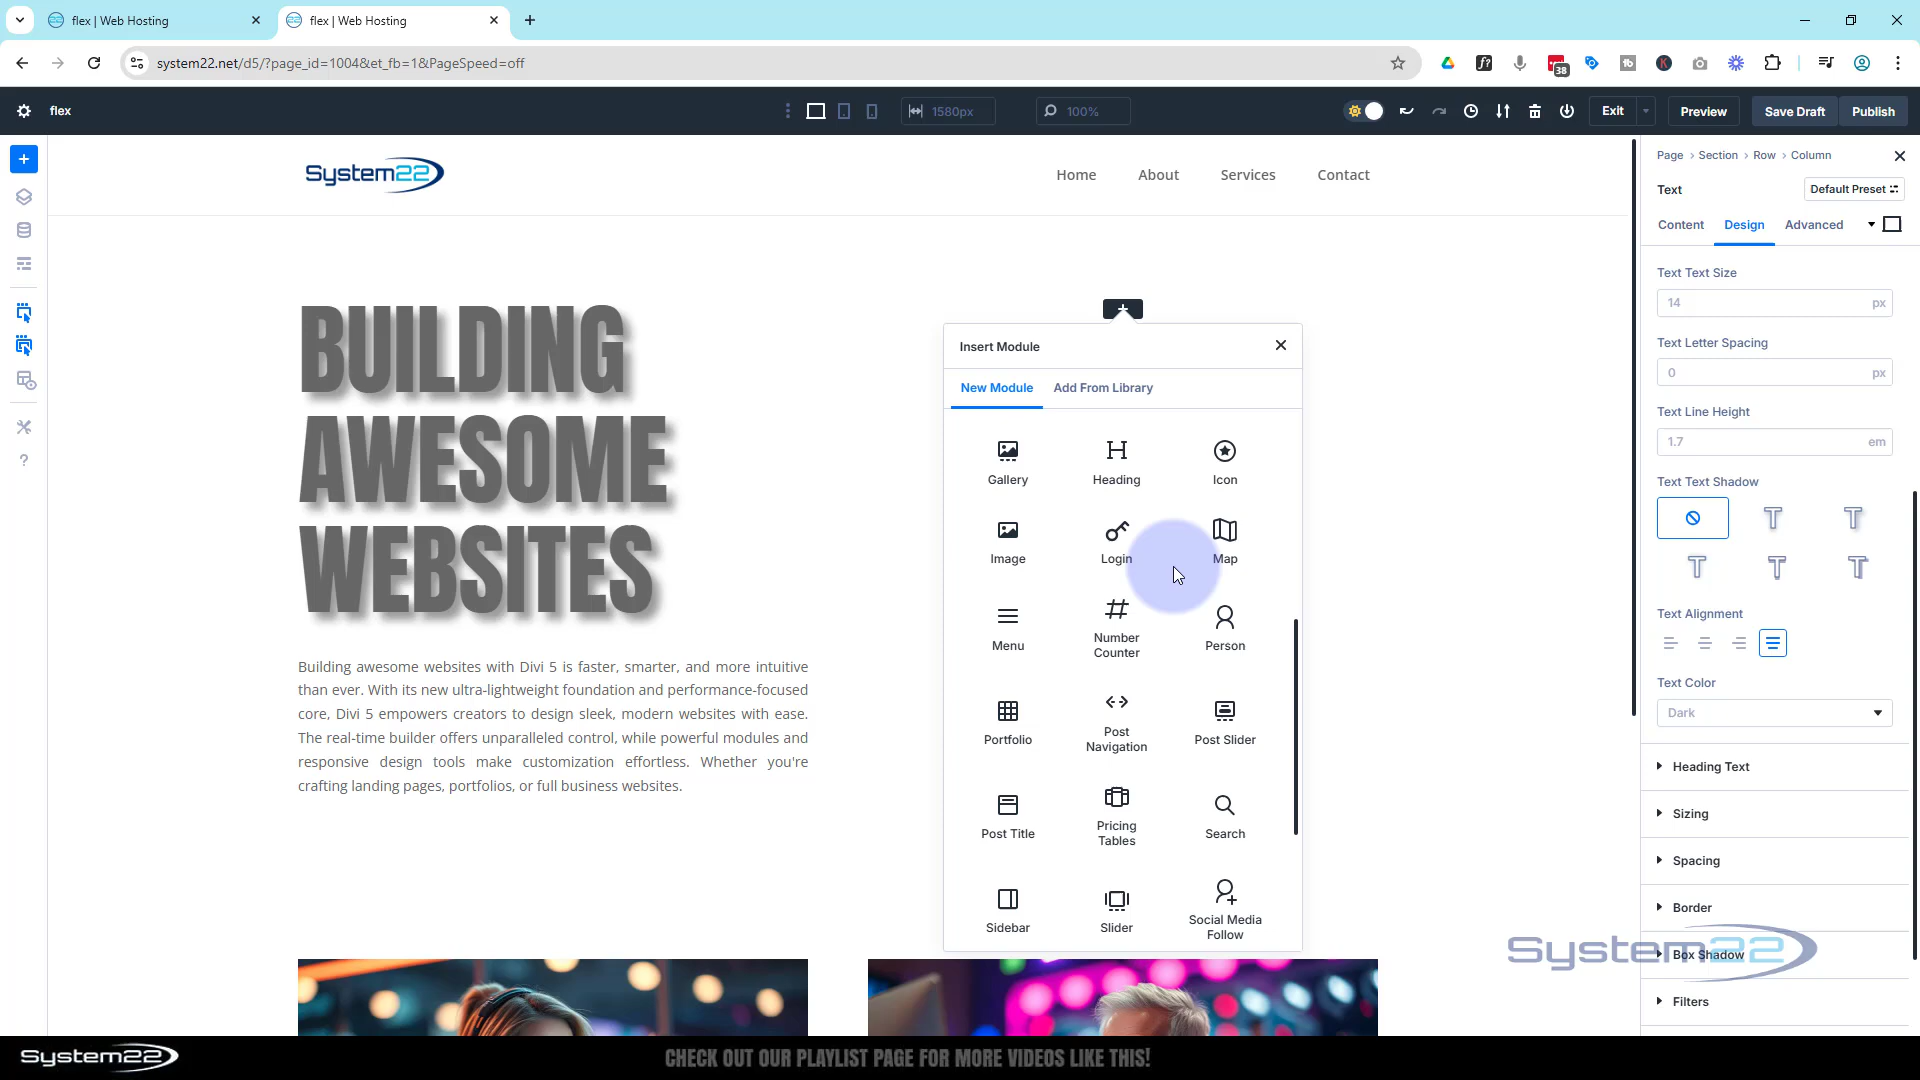 flex | Web Hosting
flex | Web Hosting
system22.net/d5/?page_id=1004&et_fb=1&PageSpeed=off
38
flex
1580px
100%
Exit
Preview
Save Draft
Publish
System22
Home
About
Services
Contact
BUILDING
AWESOME
WEBSITES
Building awesome websites with Divi 5 is faster, smarter, and more intuitive
than ever. With its new ultra-lightweight foundation and performance-focused
core, Divi 5 empowers creators to design sleek, modern websites with ease.
The real-time builder offers unparalleled control, while powerful modules and
responsive design tools make customization effortless. Whether you're
crafting landing pages, portfolios, or full business websites.
Insert Module
New Module
Add From Library
Gallery
Heading
Icon
Image
Login
Map
Menu
Number
Counter
Person
Portfolio
Post
Navigation
Post Slider
Post Title
Pricing
Tables
Search
Sidebar
Slider
Social Media
Follow
Page › Section › Row › Column
Text
Default Preset
Content
Design
Advanced
Text Text Size
14
px
Text Letter Spacing
0
px
Text Line Height
1.7
em
Text Text Shadow
Text Alignment
Text Color
Dark
Heading Text
Sizing
Spacing
Border
Box Shadow
Filters
System22
System22
CHECK OUT OUR PLAYLIST PAGE FOR MORE VIDEOS LIKE THIS!